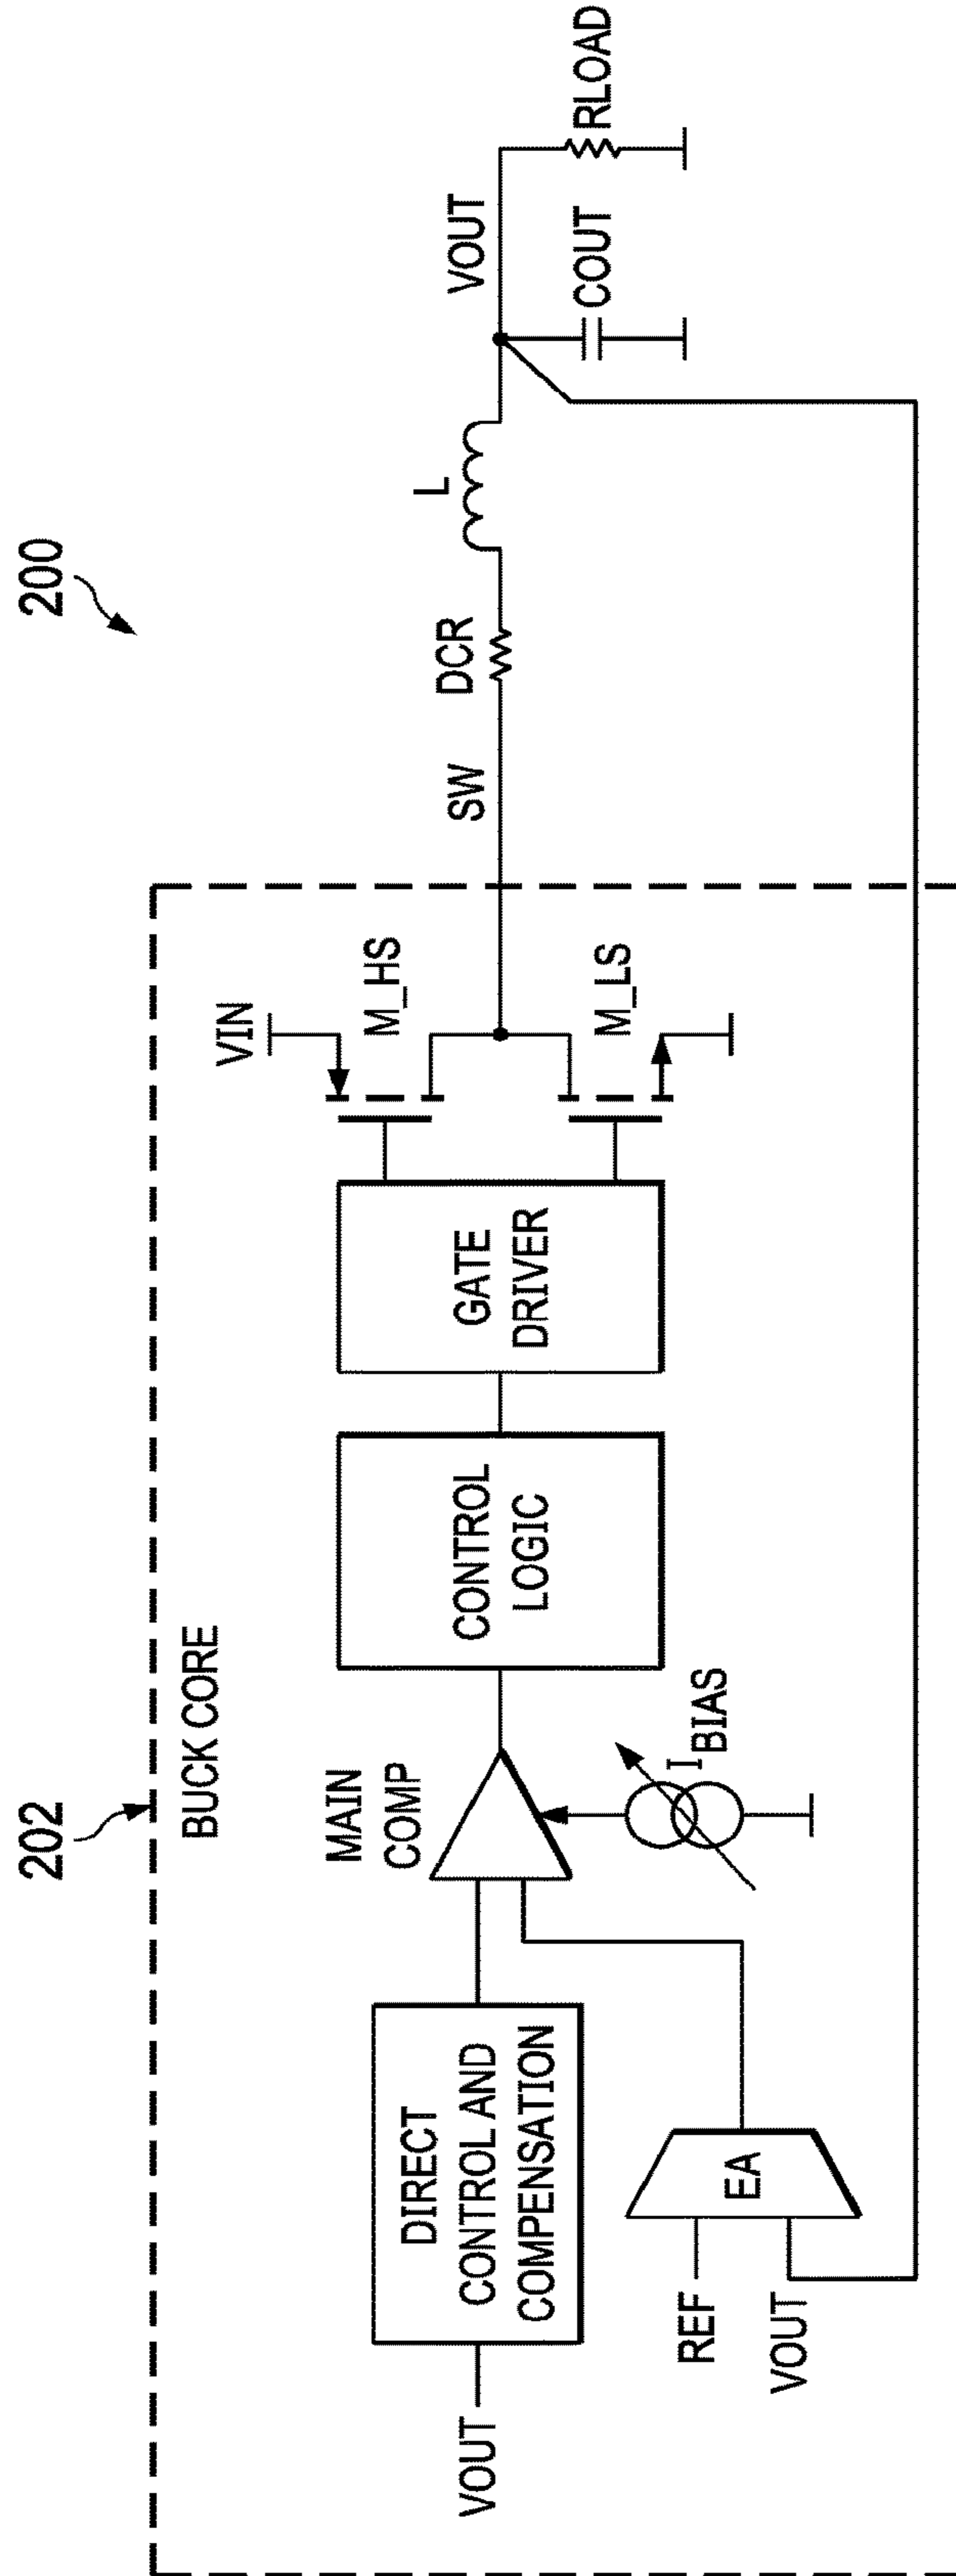 200
202
BUCK CORE
VIN
M_HS
M_LS
MAIN
COMP
CONTROL
LOGIC
GATE
DRIVER
SW
DCR
L
VOUT
COUT
RLOAD
DIRECT
CONTROL AND
COMPENSATION
VOUT
IBIAS
EA
REF
VOUT